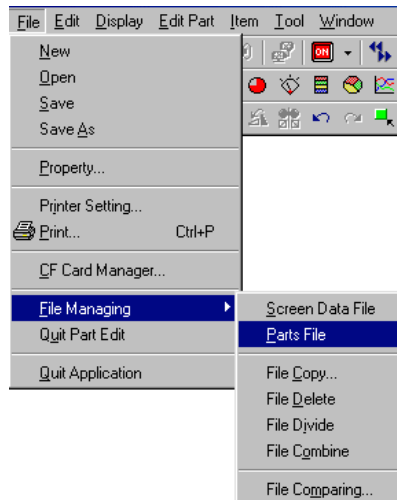 File Edit Display Edit Part Item Tool Window
New
Open
ON
Save
Save As
Property...
Printer Setting...
Print... Ctrl+P
CF Card Manager...
File Managing
Screen Data File
Quit Part Edit
Parts File
Quit Application
File Copy...
File Delete
File Divide
File Combine
File Comparing...